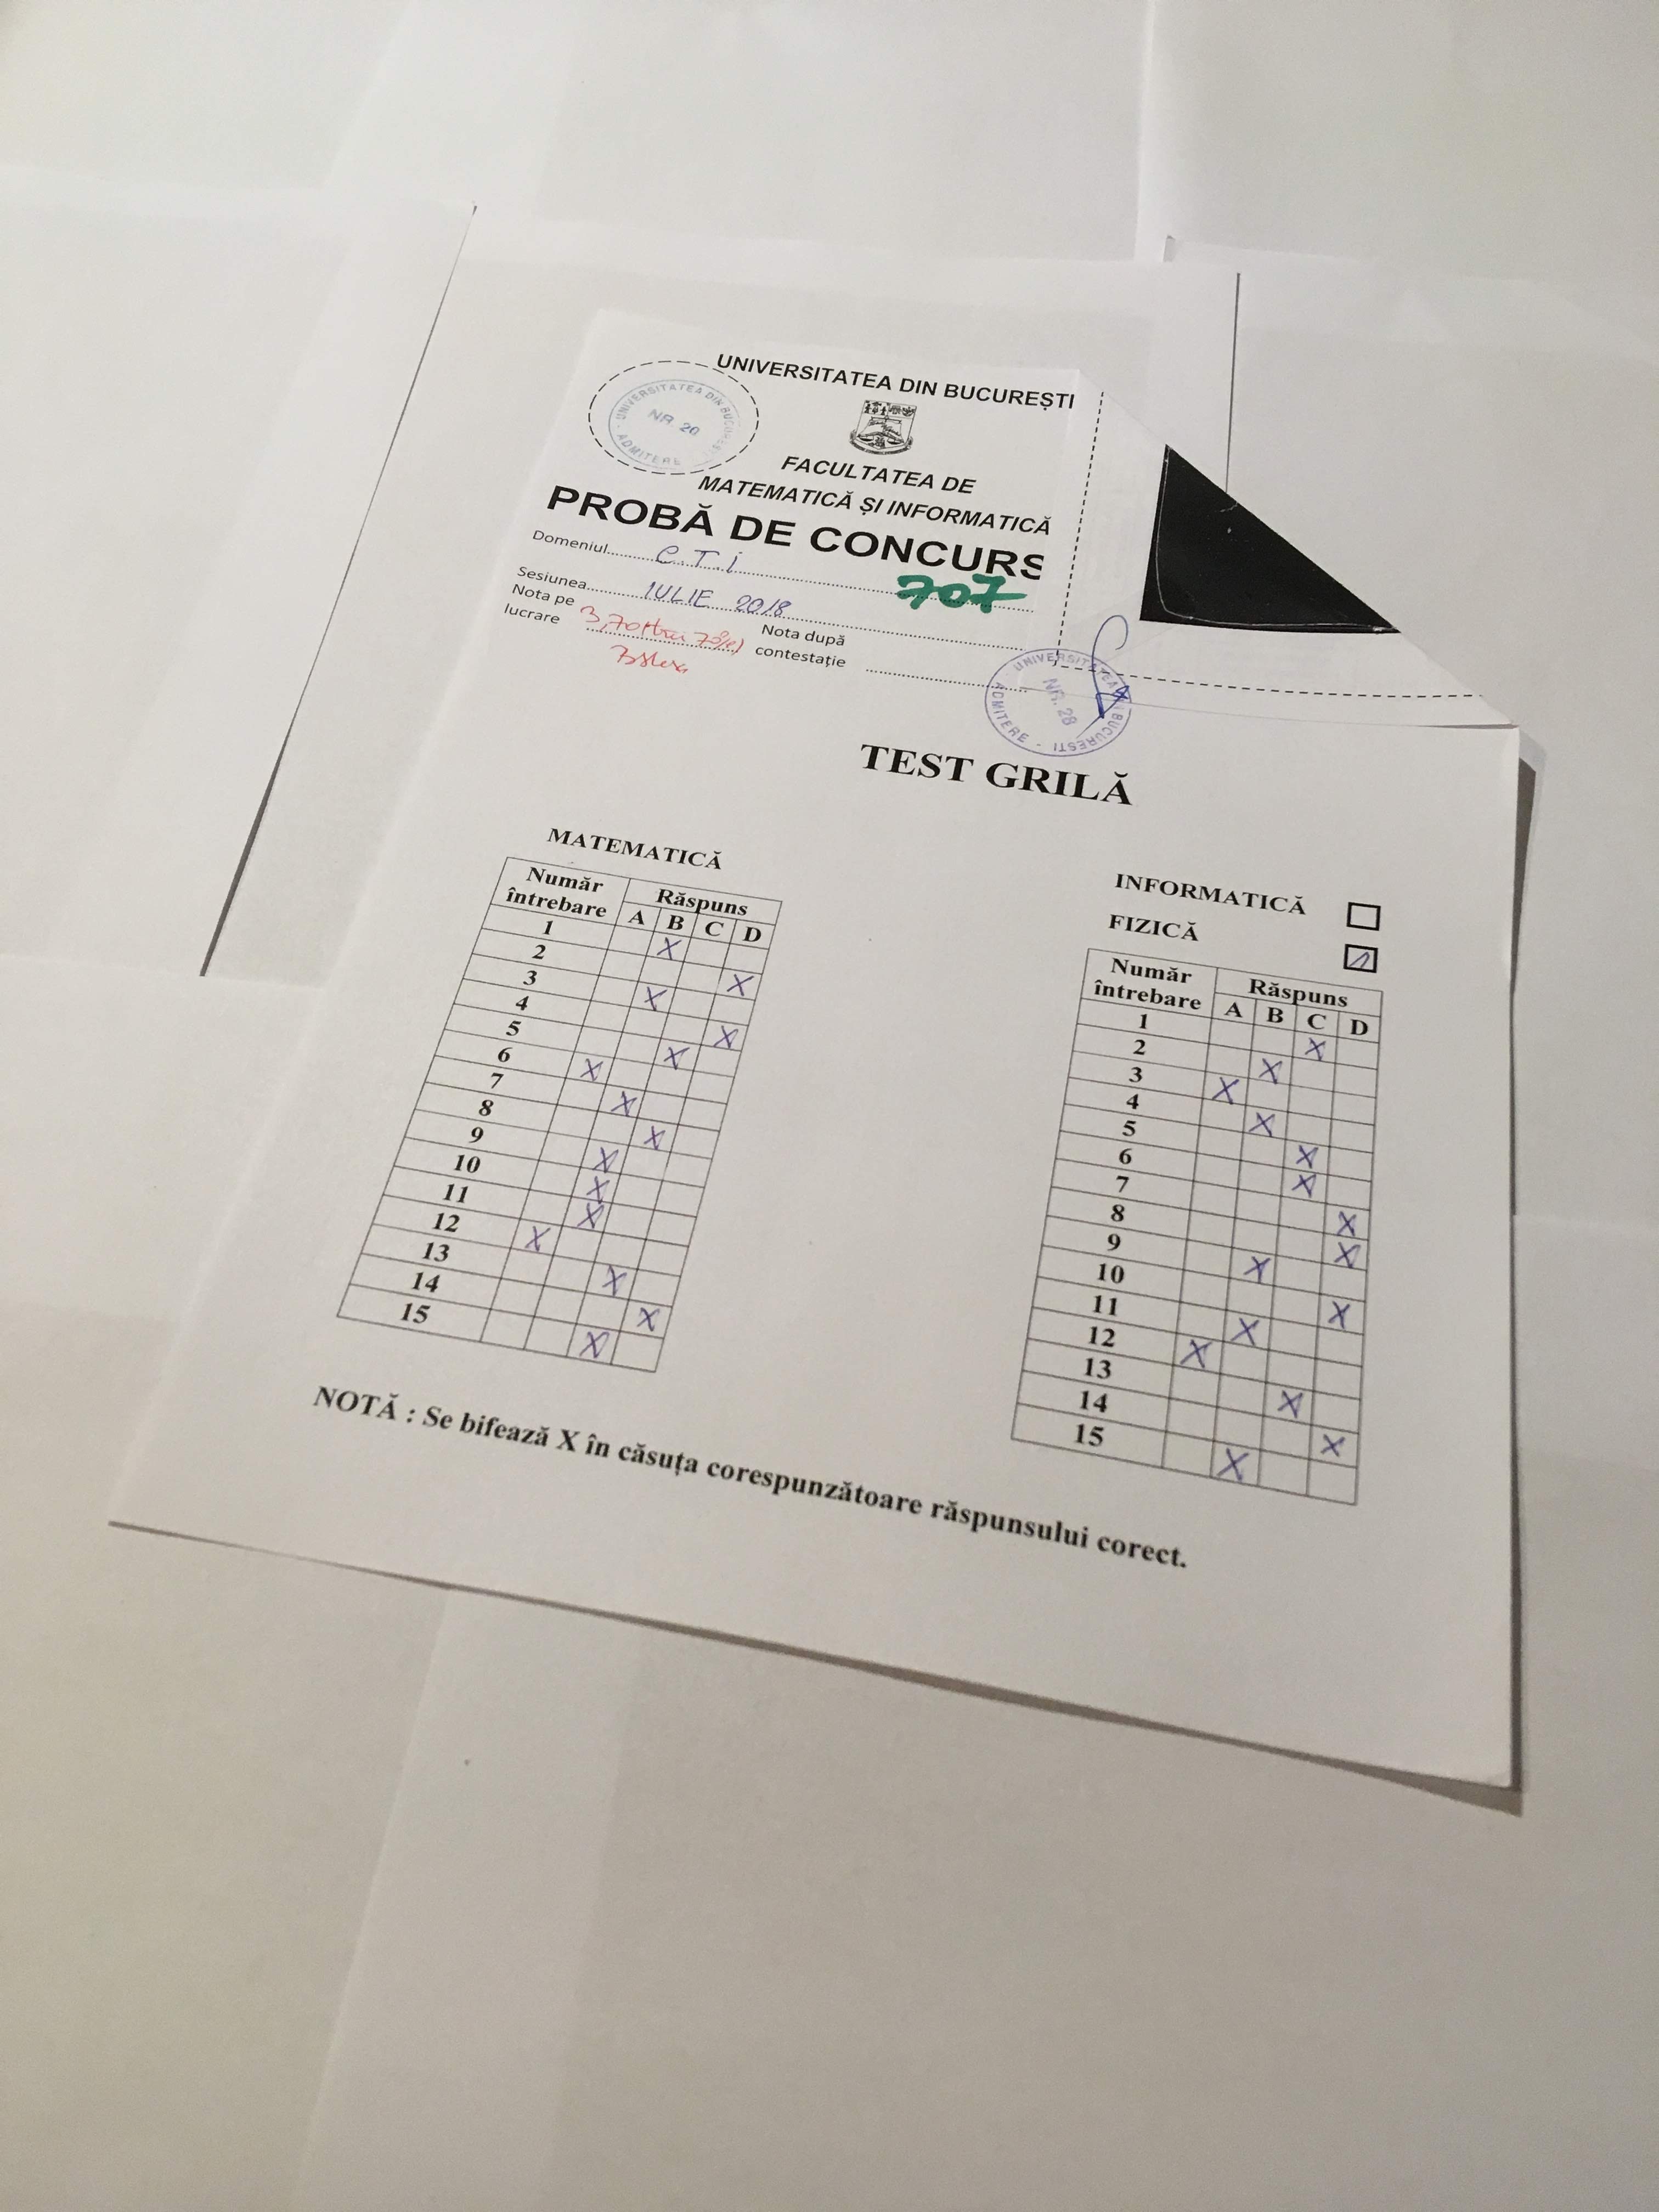 UNIVERSITATEA DIN BUCUREȘTI
UNIVERSITATEA DIN
NR. 20
ADMITERE
FACULTATEA DE
MATEMATICĂ ȘI INFORMATICĂ
PROBĂ DE CONCURS
Domeniul C.T.i
707
Sesiunea IULIE 2018
Nota pe lucrare 3,70
Nota după contestație
UNIVERSITATEA DIN BUCUREȘTI
NR. 28
ADMITERE
TEST GRILĂ
MATEMATICĂ
Număr întrebare Răspuns
A B C D
1 X
2 X
3 X
4 X
5 X
6 X
7 X
8 X
9 X
10 X
11 X
12 X
13 X
14 X
15 X
INFORMATICĂ
FIZICĂ
Număr întrebare Răspuns
A B C D
1 X
2 X
3 X
4 X
5 X
6 X
7 X
8 X
9 X
10 X
11 X
12 X
13 X
14 X
15 X
NOTĂ : Se bifează X în căsuța corespunzătoare răspunsului corect.